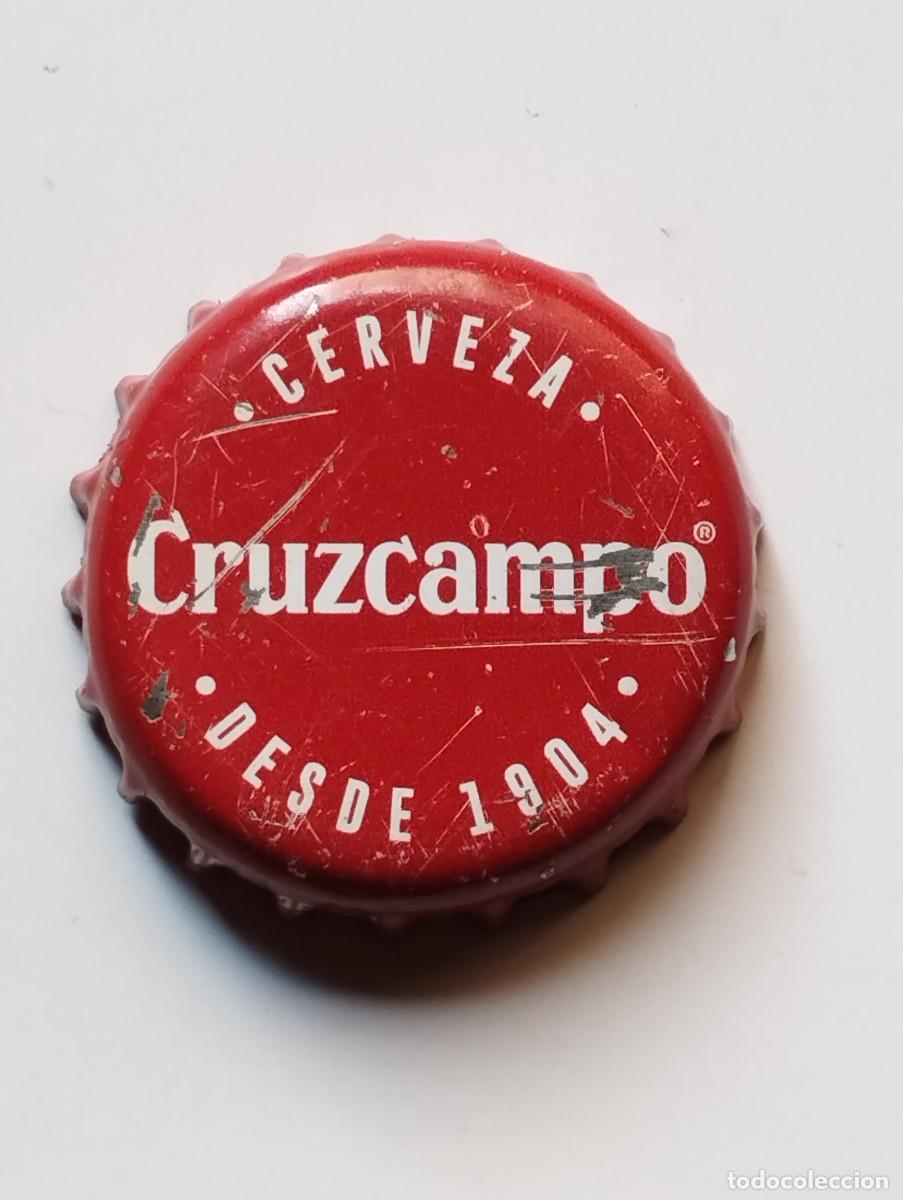 · CERVEZA ·
Cruzcampo®
· DESDE 1904 ·
todocoleccion